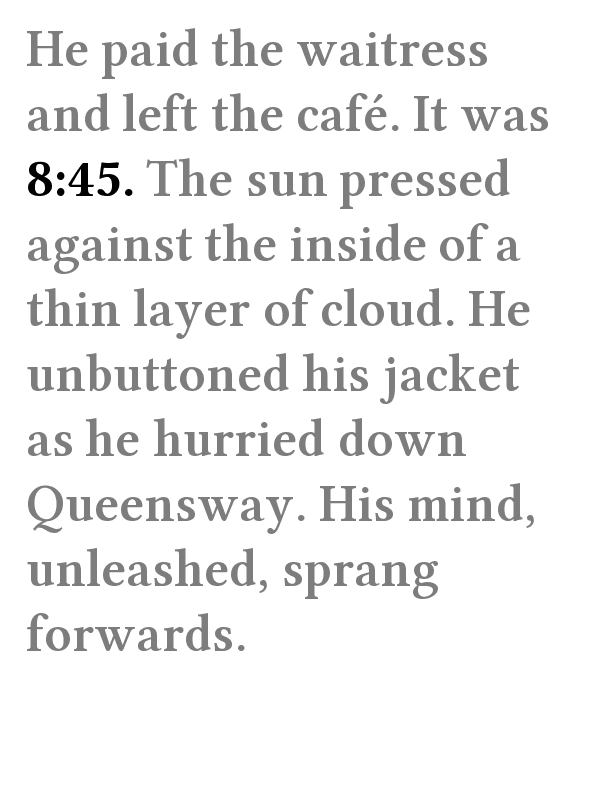 He paid the waitress
and left the café. It was
8:45. The sun pressed
against the inside of a
thin layer of cloud. He
unbuttoned his jacket
as he hurried down
Queensway. His mind,
unleashed, sprang
forwards.